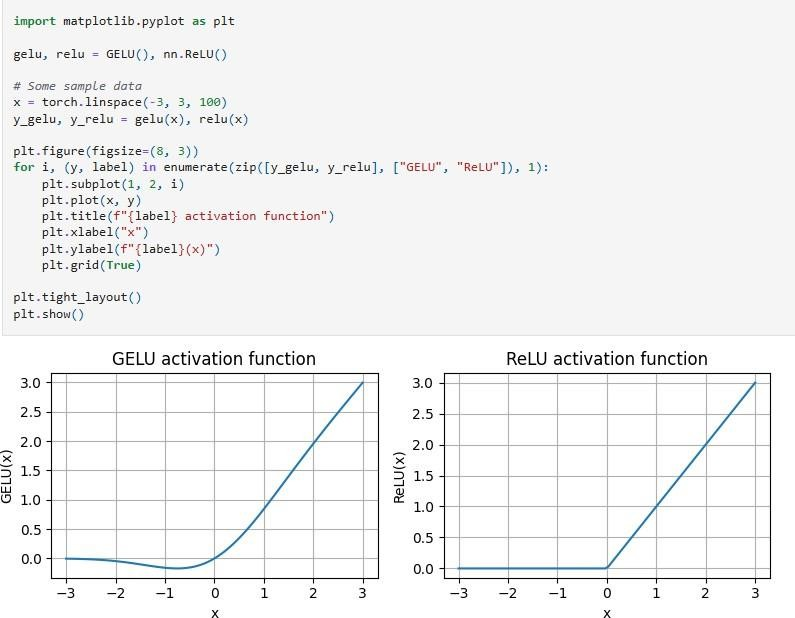 import matplotlib.pyplot as plt
gelu, relu = GELU(), nn.ReLU()
# Some sample data
x = torch.linspace(-3, 3, 100)
y_gelu, y_relu = gelu(x), relu(x)
plt.figure(figsize=(8, 3))
for i, (y, label) in enumerate(zip([y_gelu, y_relu], ["GELU", "ReLU"]), 1):
    plt.subplot(1, 2, i)
    plt.plot(x, y)
    plt.title(f"{label} activation function")
    plt.xlabel("x")
    plt.ylabel(f"{label}(x)")
    plt.grid(True)
plt.tight_layout()
plt.show()
GELU activation function
3.0
2.5
2.0
1.5
1.0
0.5
0.0
GELU(x)
−3 −2 −1 0 1 2 3
x
ReLU activation function
3.0
2.5
2.0
1.5
1.0
0.5
0.0
ReLU(x)
−3 −2 −1 0 1 2 3
x